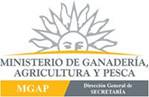 MINISTERIO DE GANADERÍA,
AGRICULTURA Y PESCA
MGAP
Dirección General de
SECRETARÍA